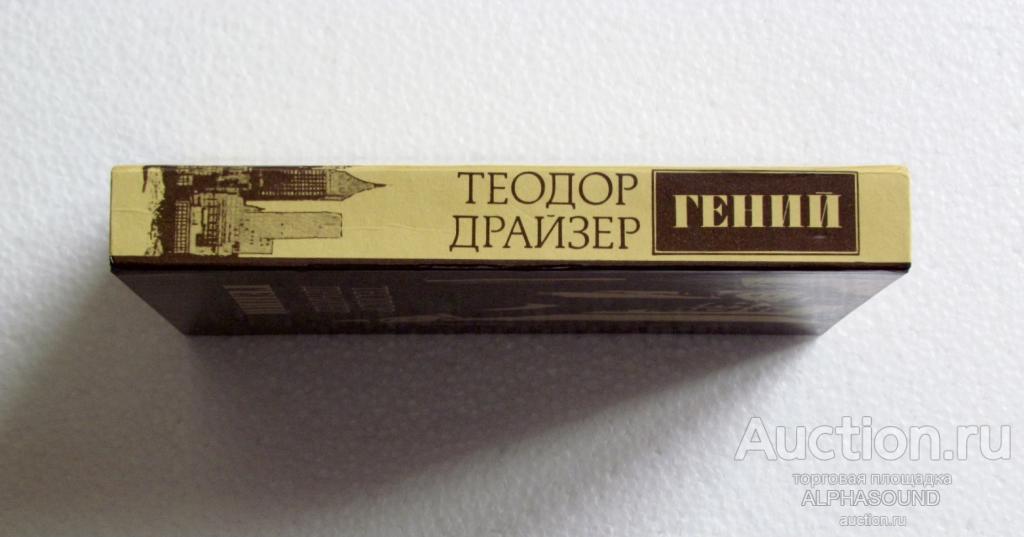 ТЕОДОР
ДРАЙЗЕР
ГЕНИЙ
Auction.ru
торговая площадка
ALPHASOUND
auction.ru